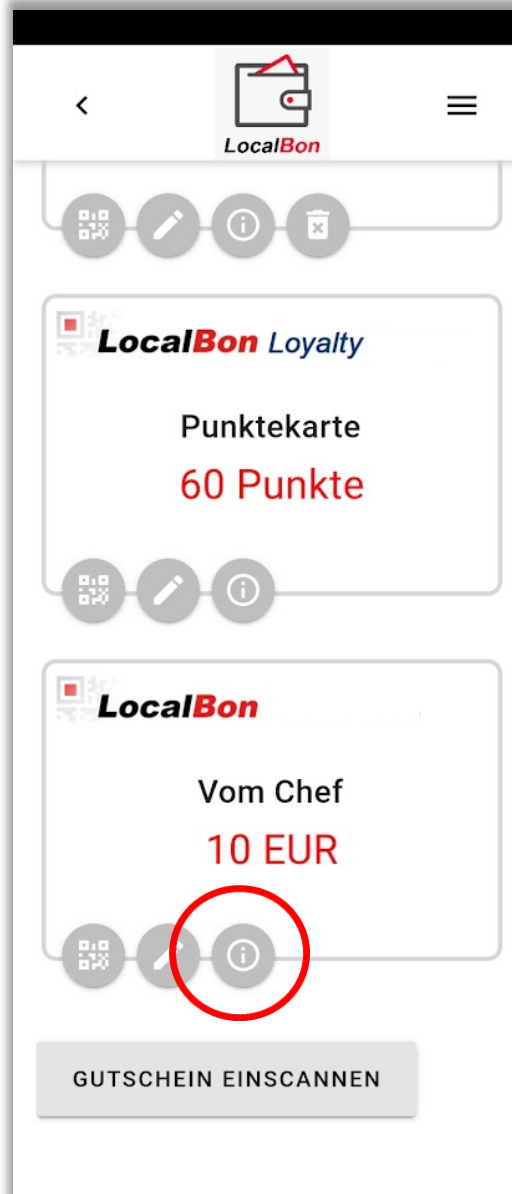 LocalBon
LocalBon Loyalty
Punktekarte
60 Punkte
LocalBon
Vom Chef
10 EUR
GUTSCHEIN EINSCANNEN